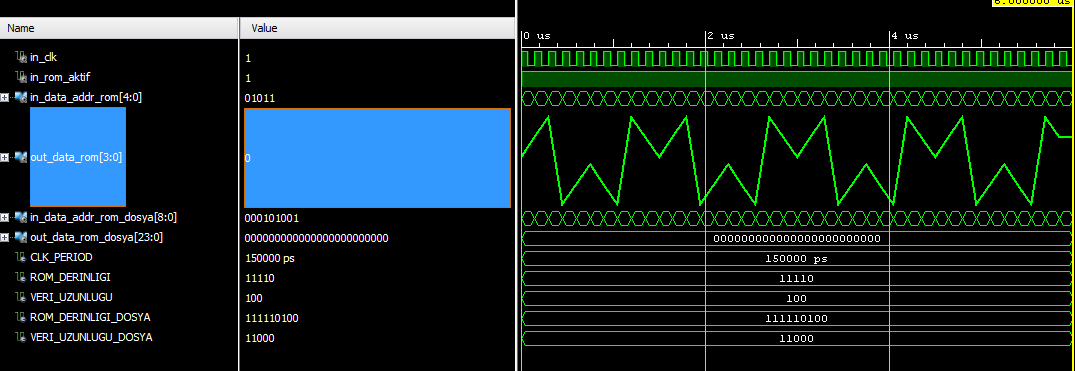 6.000000 us
Name Value
0 us 2 us 4 us
in_clk 1
in_rom_aktif 1
in_data_addr_rom[4:0] 01011
out_data_rom[3:0] 0
in_data_addr_rom_dosya[8:0] 000101001
out_data_rom_dosya[23:0] 000000000000000000000000 000000000000000000000000
CLK_PERIOD 150000 ps 150000 ps
ROM_DERINLIGI 11110 11110
VERI_UZUNLUGU 100 100
ROM_DERINLIGI_DOSYA 111110100 111110100
VERI_UZUNLUGU_DOSYA 11000 11000